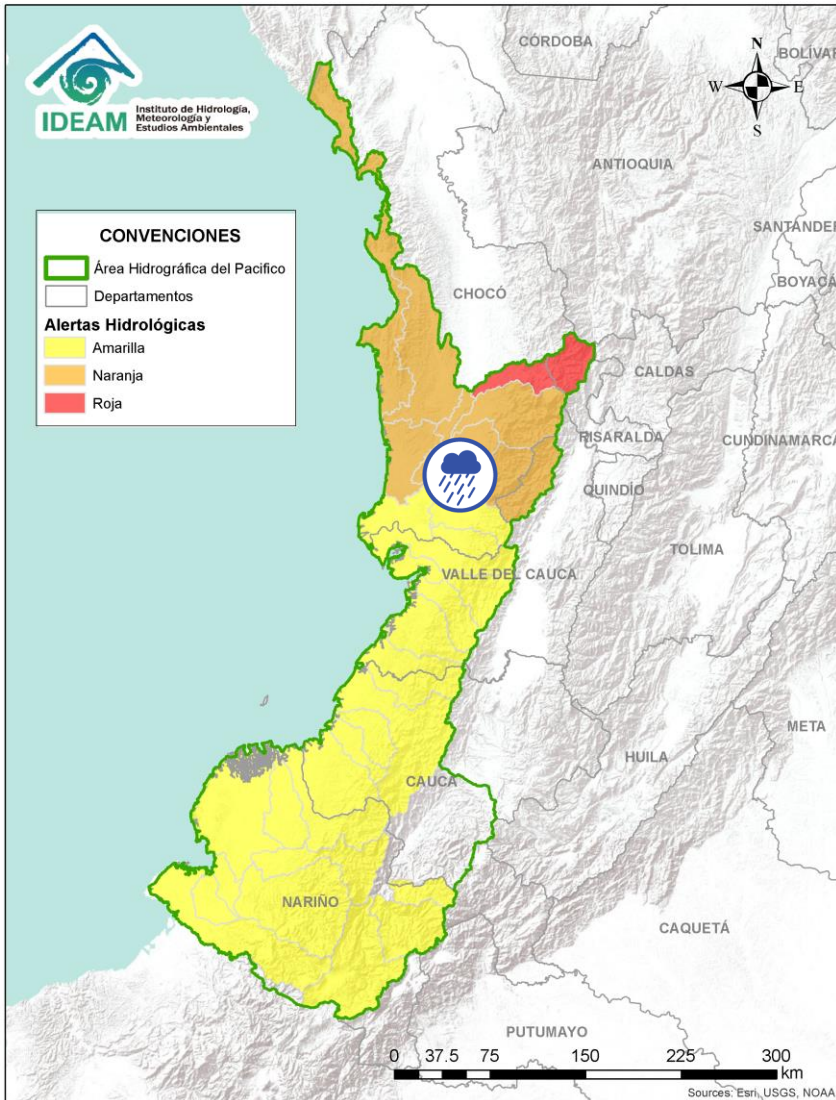 IDEAM
Instituto de Hidrología,
Meteorología y
Estudios Ambientales
CÓRDOBA
BOLÍVAR
N
W
E
S
ANTIOQUIA
SANTANDER
BOYACÁ
CONVENCIONES
Área Hidrográfica del Pacifico
Departamentos
Alertas Hidrológicas
Amarilla
Naranja
Roja
CHOCÓ
CALDAS
RISARALDA
CUNDINAMARCA
QUINDÍO
TOLIMA
VALLE DEL CAUCA
META
HUILA
CAUCA
NARIÑO
CAQUETÁ
PUTUMAYO
0 37.5 75 150 225 300
km
Sources: Esri, USGS, NOAA